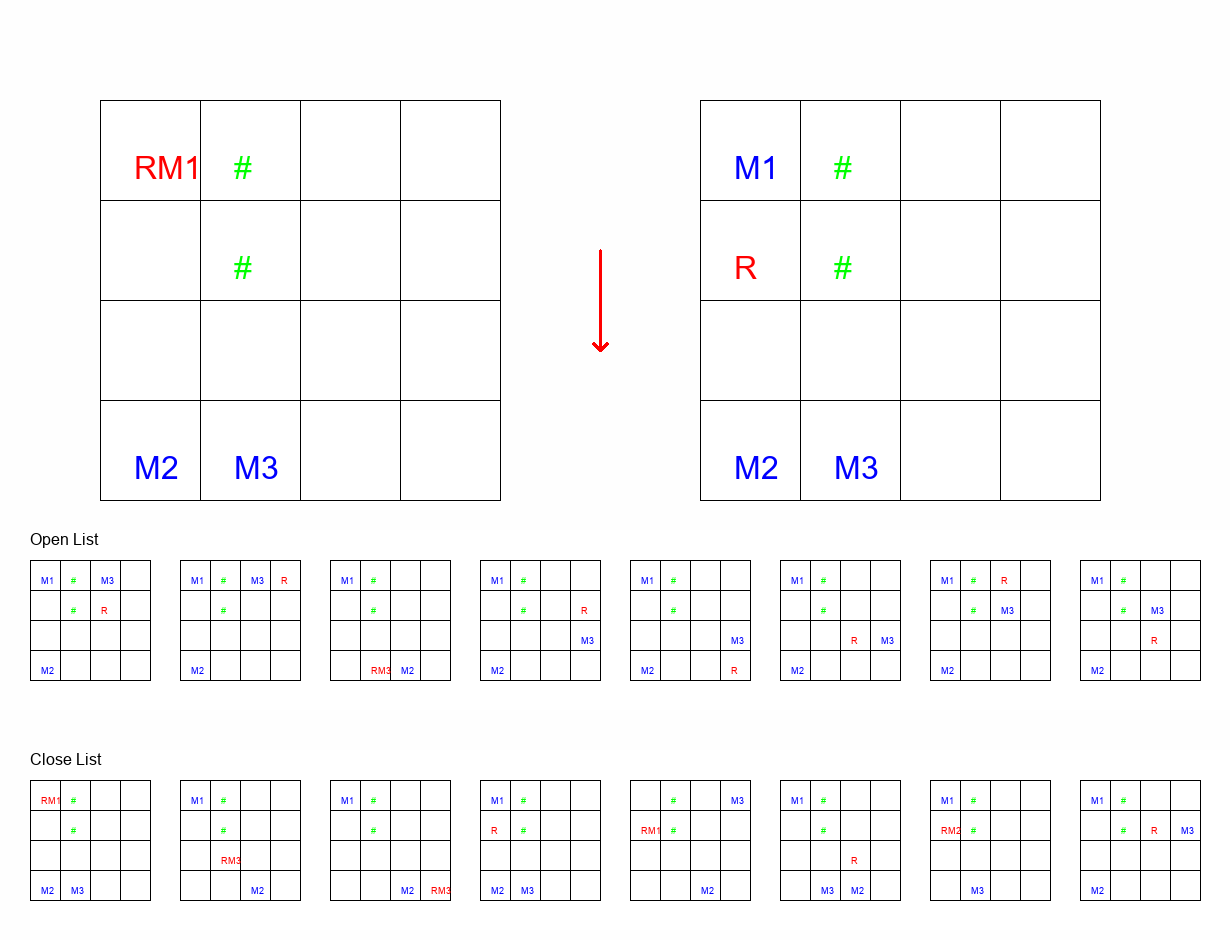 RM1 # M1 #
# R #
M2 M3 M2 M3
Open List
M1 # M3 M1 # M3 R M1 # M1 # M1 # M1 # M1 # R M1 #
# R # # # R # # # M3 # M3
M3 M3 R M3 R
M2 M2 RM3 M2 M2 M2 R M2 M2 M2
Close List
RM1 # M1 # M1 # M1 # # M3 M1 # M1 # M1 #
# # # R # RM1 # # RM2 # # R M3
RM3 R
M2 M3 M2 M2 RM3 M2 M3 M2 M3 M2 M3 M2